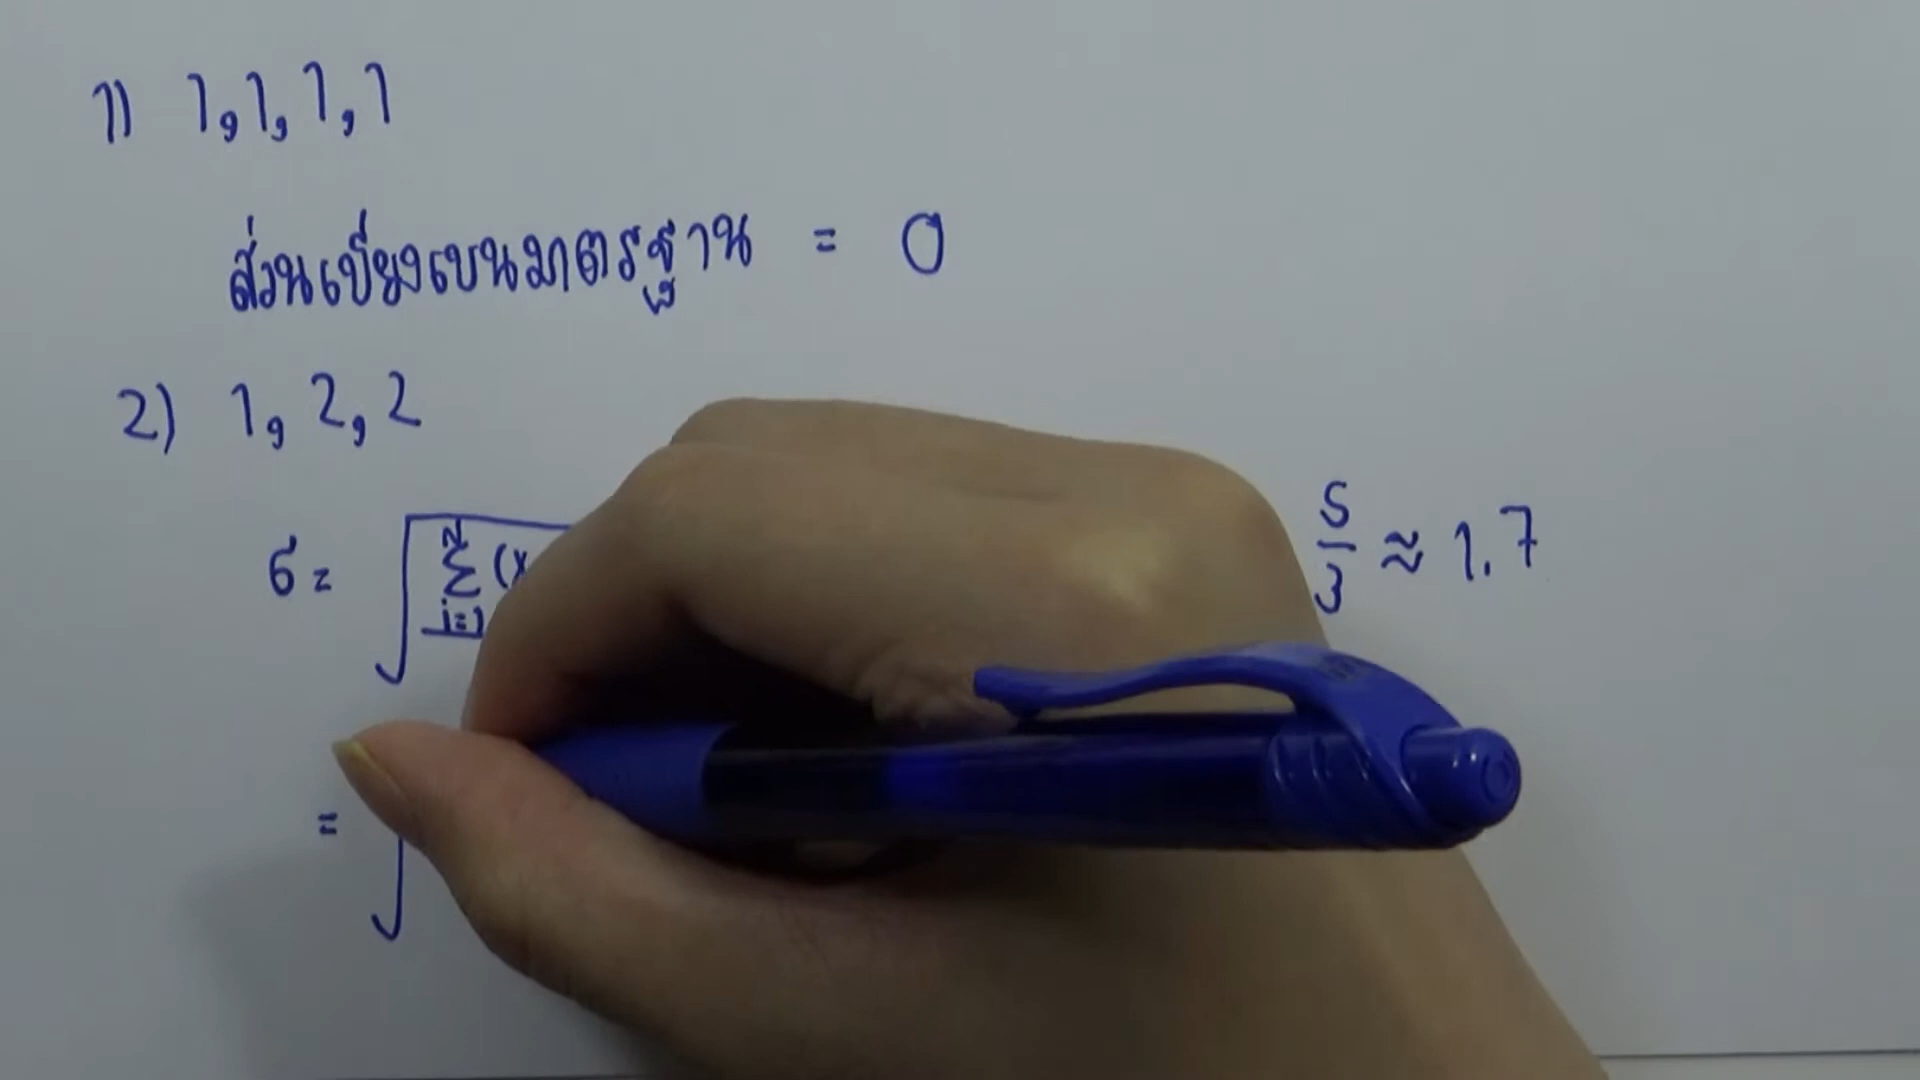 1) 1, 1, 1, 1
ส่วนเบี่ยงเบนมาตรฐาน = 0
2) 1, 2, 2
σ = √ N Σ i=1 (x
5/3 ≈ 1.7
= √